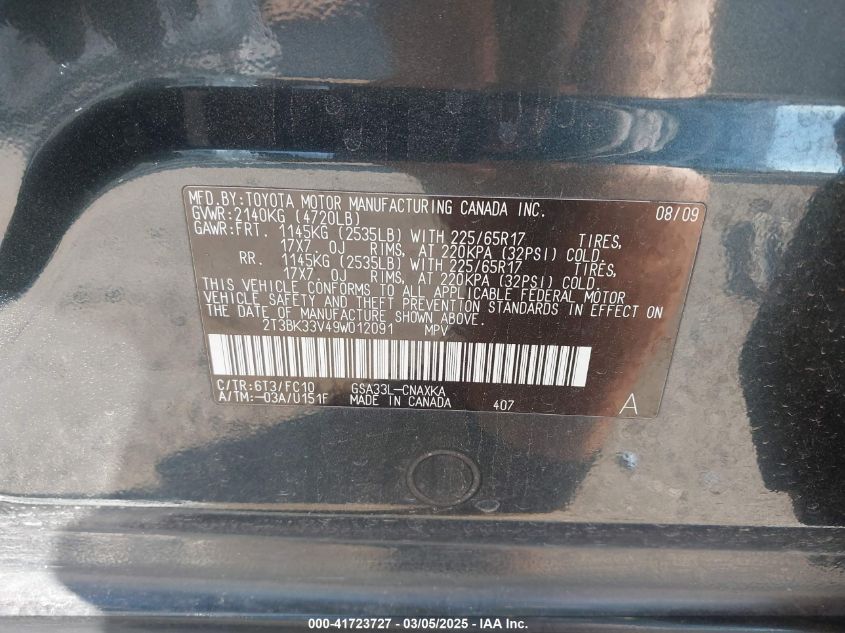 MFD.BY:TOYOTA MOTOR MANUFACTURING CANADA INC. 08/09
GVWR:2140KG (4720LB)
GAWR:FRT. 1145KG (2535LB) WITH 225/65R17 TIRES,
17X7. OJ RIMS, AT 220KPA (32PSI) COLD.
RR. 1145KG (2535LB) WITH 225/65R17 TIRES,
17X7. OJ RIMS, AT 220KPA (32PSI) COLD.
THIS VEHICLE CONFORMS TO ALL APPLICABLE FEDERAL MOTOR
VEHICLE SAFETY AND THEFT PREVENTION STANDARDS IN EFFECT ON
THE DATE OF MANUFACTURE SHOWN ABOVE.
2T3BK33V49W012091 MPV
C/TR:6T3/FC10 GSA33L-CNAXKA
A/TM:-03A/U151F MADE IN CANADA 407 A
000-41723727 - 03/05/2025 - IAA Inc.